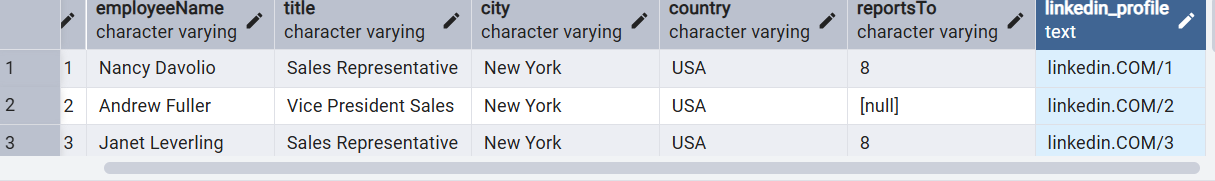 employeeName title city country reportsTo linkedin_profile
character varying character varying character varying character varying character varying text
1 1 Nancy Davolio Sales Representative New York USA 8 linkedin.COM/1
2 2 Andrew Fuller Vice President Sales New York USA [null] linkedin.COM/2
3 3 Janet Leverling Sales Representative New York USA 8 linkedin.COM/3